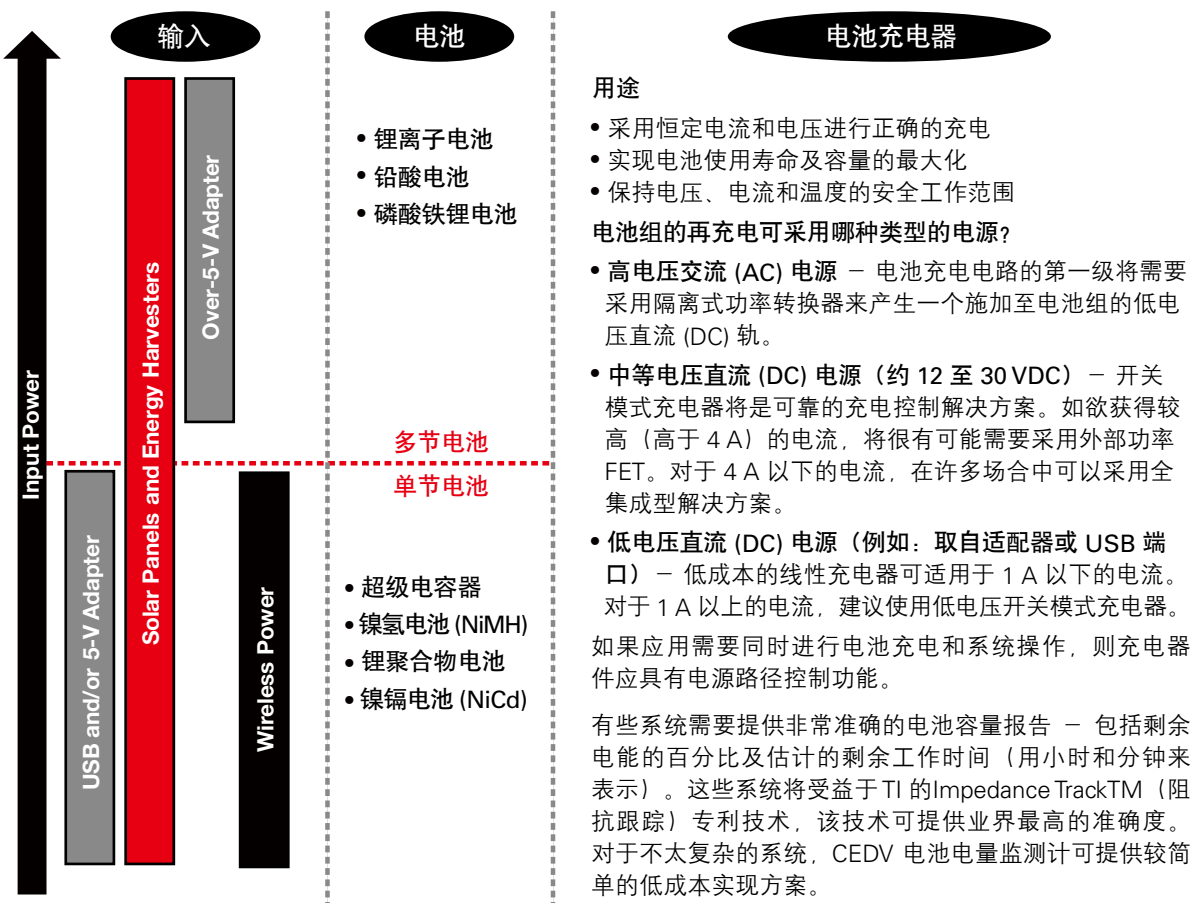 输入
Input Power
USB and/or 5-V Adapter
Solar Panels and Energy Harvesters
Over-5-V Adapter
Wireless Power
电池
• 锂离子电池
• 铅酸电池
• 磷酸铁锂电池
多节电池
单节电池
• 超级电容器
• 镍氢电池 (NiMH)
• 锂聚合物电池
• 镍镉电池 (NiCd)
电池充电器
用途
• 采用恒定电流和电压进行正确的充电
• 实现电池使用寿命及容量的最大化
• 保持电压、电流和温度的安全工作范围
电池组的再充电可采用哪种类型的电源?
• 高电压交流 (AC) 电源 － 电池充电电路的第一级将需要
采用隔离式功率转换器来产生一个施加至电池组的低电
压直流 (DC) 轨。
• 中等电压直流 (DC) 电源（约 12 至 30 VDC）－ 开关
模式充电器将是可靠的充电控制解决方案。如欲获得较
高（高于 4 A）的电流，将很有可能需要采用外部功率
FET。对于 4 A 以下的电流，在许多场合中可以采用全
集成型解决方案。
• 低电压直流 (DC) 电源（例如：取自适配器或 USB 端
口）－ 低成本的线性充电器可适用于 1 A 以下的电流。
对于 1 A 以上的电流，建议使用低电压开关模式充电器。
如果应用需要同时进行电池充电和系统操作，则充电器
件应具有电源路径控制功能。
有些系统需要提供非常准确的电池容量报告 － 包括剩余
电能的百分比及估计的剩余工作时间（用小时和分钟来
表示）。这些系统将受益于 TI 的Impedance TrackTM（阻
抗跟踪）专利技术，该技术可提供业界最高的准确度。
对于不太复杂的系统，CEDV 电池电量监测计可提供较简
单的低成本实现方案。